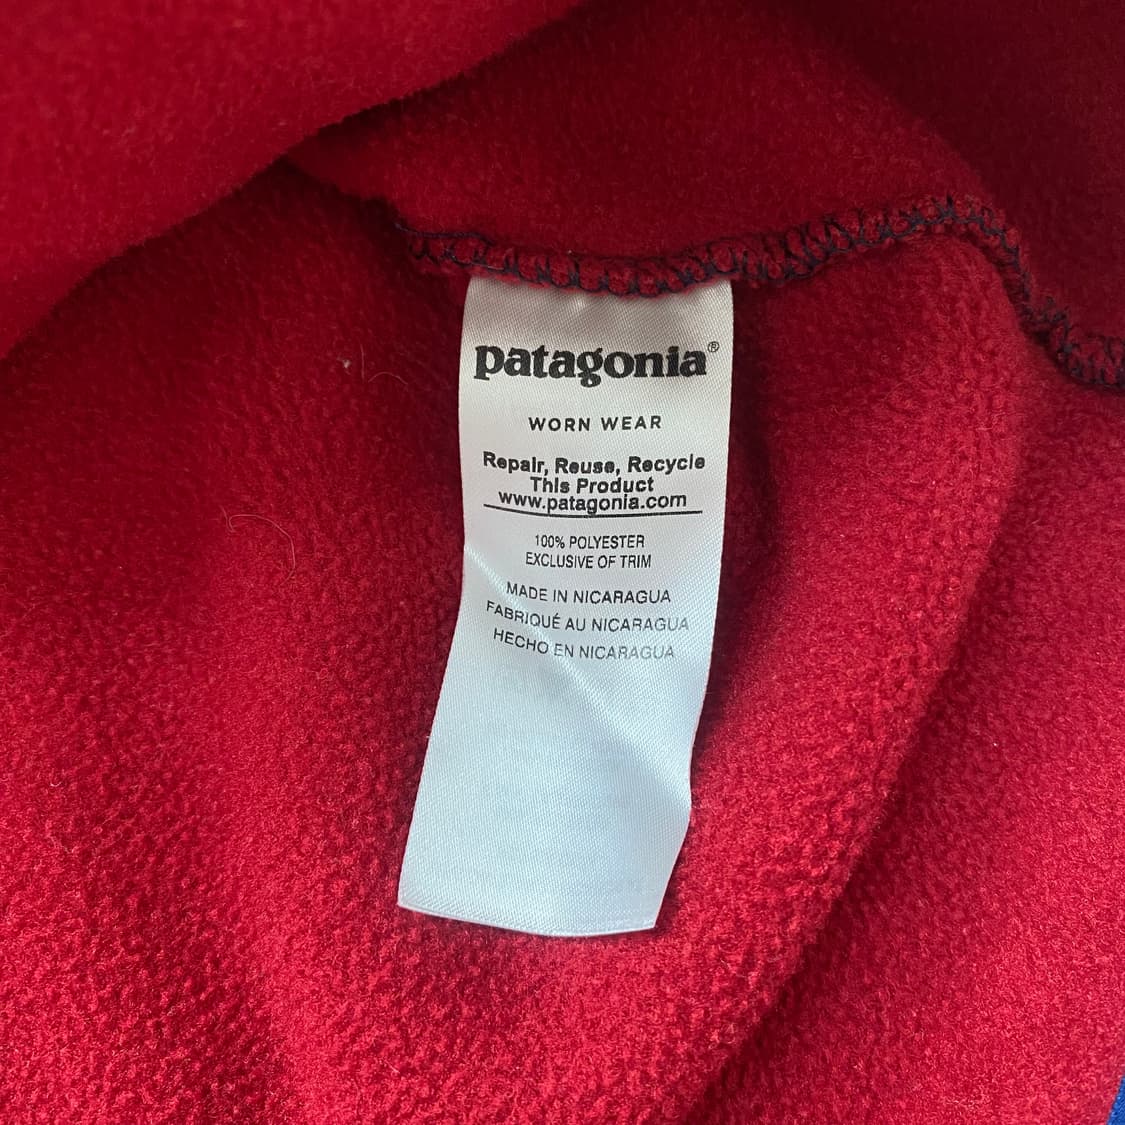 patagonia®
WORN WEAR
Repair, Reuse, Recycle
This Product
www.patagonia.com
100% POLYESTER
EXCLUSIVE OF TRIM
MADE IN NICARAGUA
FABRIQUÉ AU NICARAGUA
HECHO EN NICARAGUA